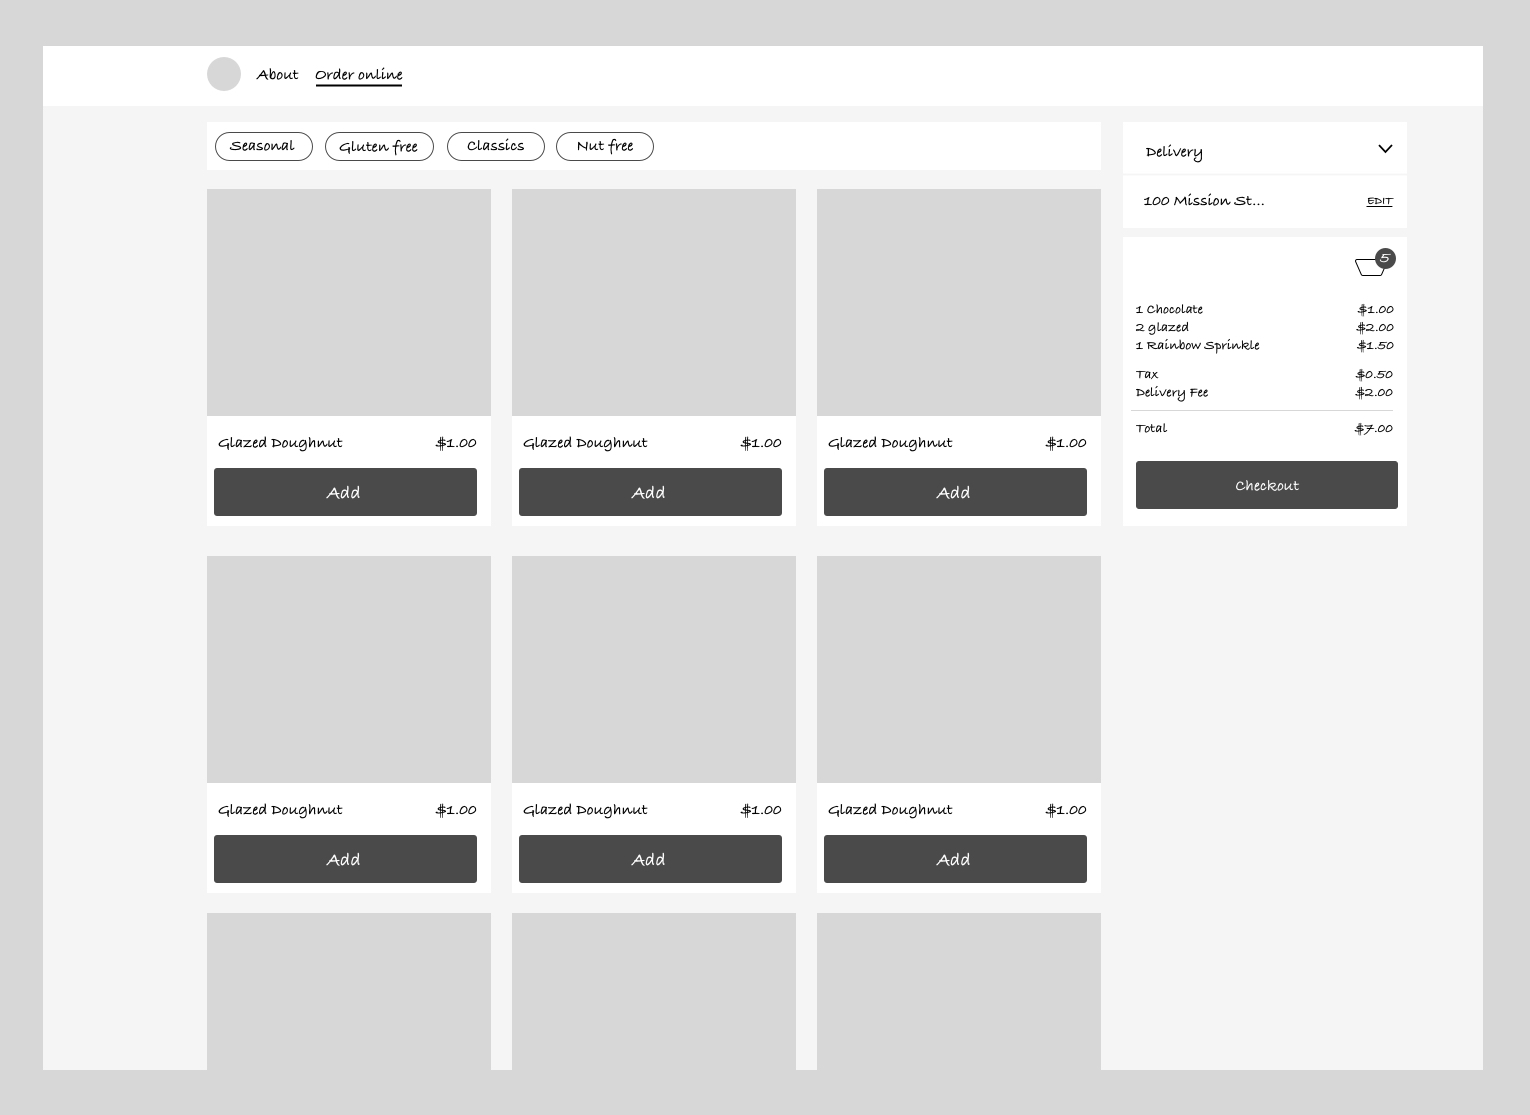 About Order online
Seasonal Gluten free Classics Nut free
Delivery
100 Mission St... EDIT
5
1 Chocolate $1.00
2 glazed $2.00
1 Rainbow Sprinkle $1.50
Tax $0.50
Delivery Fee $2.00
Total $7.00
Checkout
Glazed Doughnut $1.00 Glazed Doughnut $1.00 Glazed Doughnut $1.00
Add Add Add
Glazed Doughnut $1.00 Glazed Doughnut $1.00 Glazed Doughnut $1.00
Add Add Add